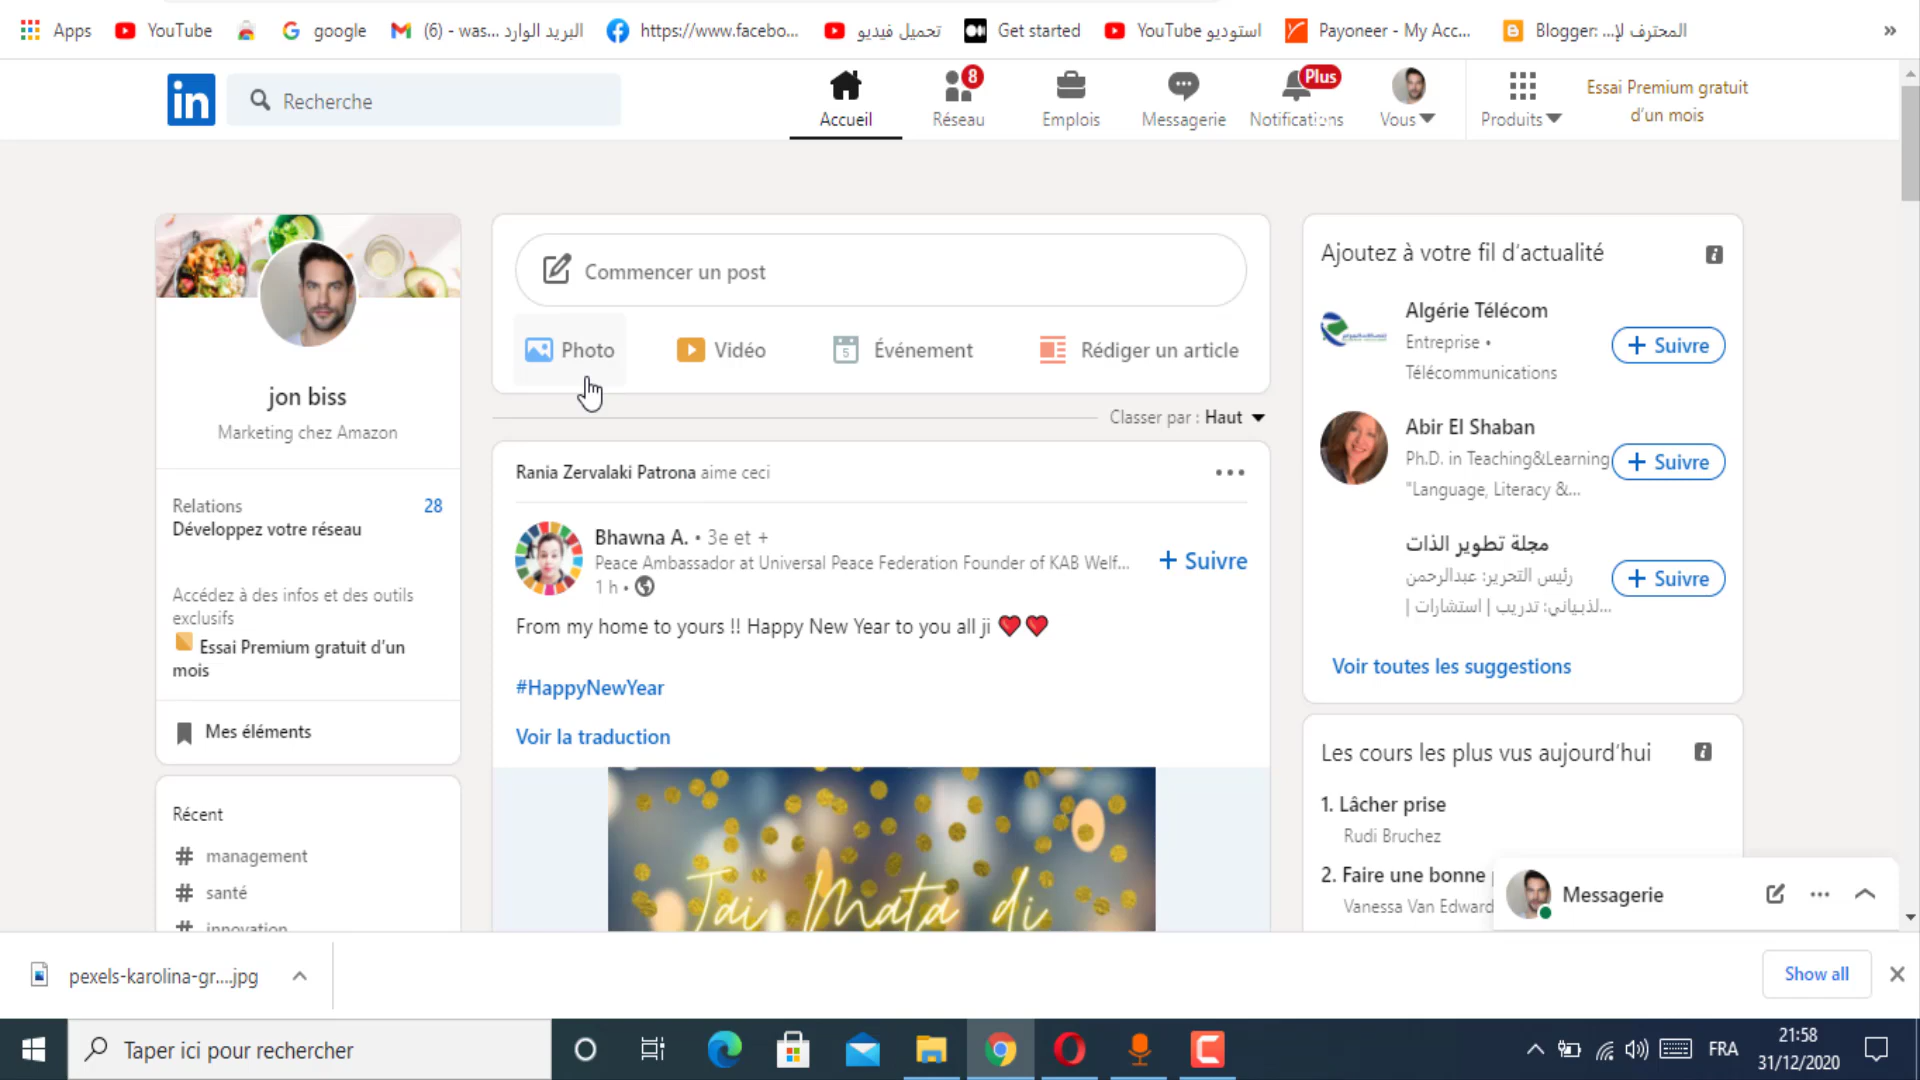 Apps
YouTube
google
(6) - was... البريد الوارد
https://www.facebo...
تحميل فيديو
Get started
استوديو YouTube
Payoneer - My Acc...
Blogger: ...المحترف لإ
»
in
Recherche
Accueil
8
Réseau
Emplois
Messagerie
Plus
Notifications
Vous
Produits
Essai Premium gratuit
d'un mois
jon biss
Marketing chez Amazon
Relations 28
Développez votre réseau
Accédez à des infos et des outils
exclusifs
Essai Premium gratuit d'un
mois
Mes éléments
Récent
# management
# santé
# innovation
Commencer un post
Photo
Vidéo
5
Événement
Rédiger un article
Classer par : Haut
Rania Zervalaki Patrona aime ceci
Bhawna A. • 3e et +
Peace Ambassador at Universal Peace Federation Founder of KAB Welf...
1 h •
+ Suivre
From my home to yours !! Happy New Year to you all ji ❤️❤️
#HappyNewYear
Voir la traduction
Jai Mata di
Ajoutez à votre fil d'actualité
Algérie Télécom
Entreprise •
Télécommunications
+ Suivre
Abir El Shaban
Ph.D. in Teaching&Learning
"Language, Literacy &...
+ Suivre
مجلة تطوير الذات
رئيس التحرير: عبدالرحمن
الذبياني: تدريب | استشارات |...
+ Suivre
Voir toutes les suggestions
Les cours les plus vus aujourd'hui
1. Lâcher prise
Rudi Bruchez
2. Faire une bonne
Vanessa Van Edward
Messagerie
pexels-karolina-gr....jpg
Show all
Taper ici pour rechercher
FRA
21:58
31/12/2020